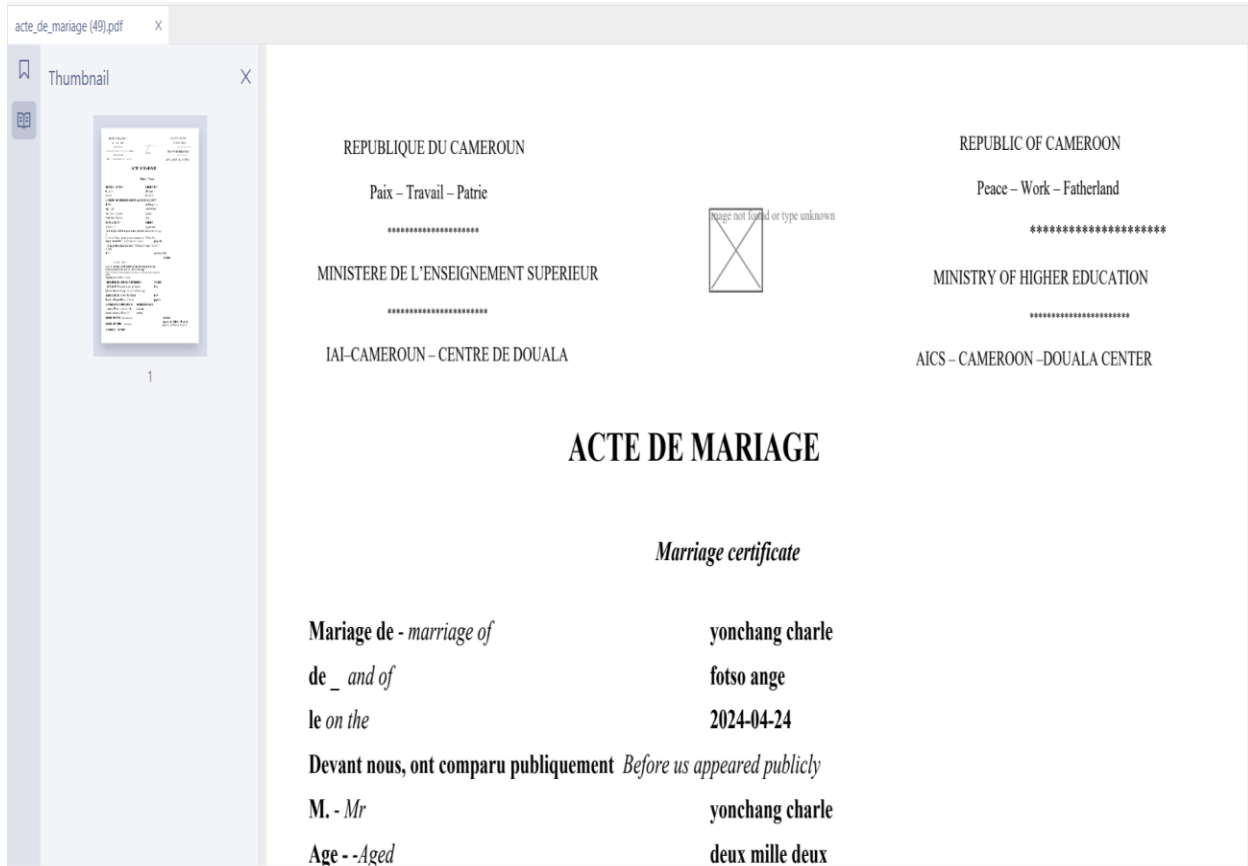 acte_de_mariage (49).pdf X
Thumbnail X
1
REPUBLIQUE DU CAMEROUN
Paix – Travail – Patrie
*********************
MINISTERE DE L’ENSEIGNEMENT SUPERIEUR
***********************
IAI–CAMEROUN – CENTRE DE DOUALA
image not found or type unknown
REPUBLIC OF CAMEROON
Peace – Work – Fatherland
*********************
MINISTRY OF HIGHER EDUCATION
***********************
AICS – CAMEROON –DOUALA CENTER
ACTE DE MARIAGE
Marriage certificate
Mariage de - marriage of yonchang charle
de _ and of fotso ange
le on the 2024-04-24
Devant nous, ont comparu publiquement Before us appeared publicly
M. - Mr yonchang charle
Age - -Aged deux mille deux